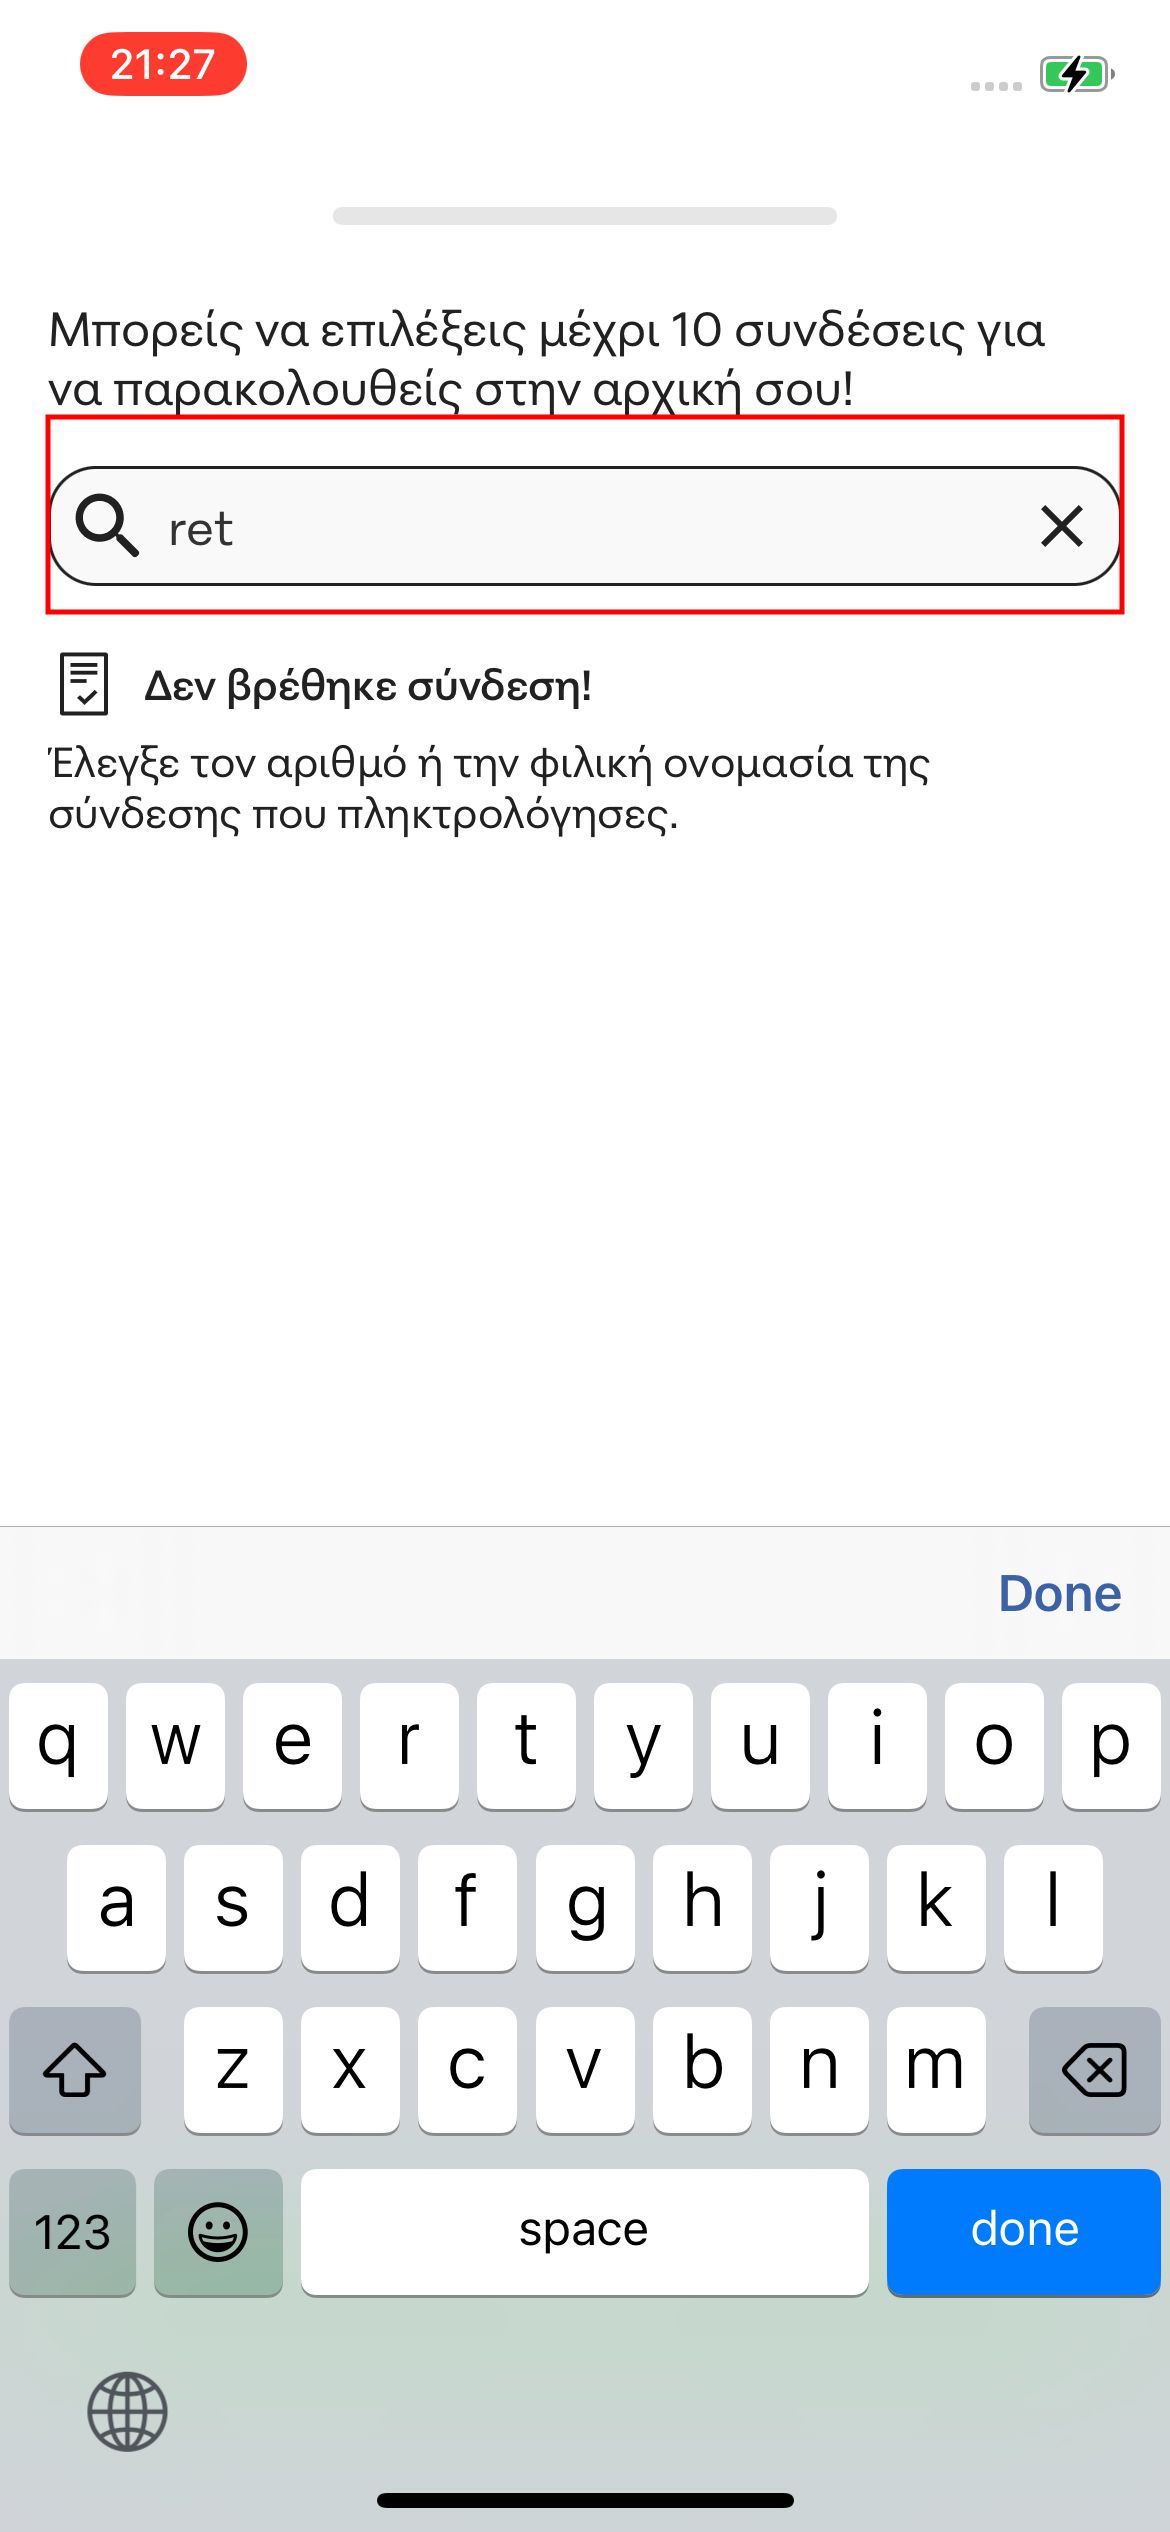 21:27
Μπορείς να επιλέξεις μέχρι 10 συνδέσεις για
να παρακολουθείς στην αρχική σου!
ret
Δεν βρέθηκε σύνδεση!
Έλεγξε τον αριθμό ή την φιλική ονομασία της
σύνδεσης που πληκτρολόγησες.
Done
q w e r t y u i o p
a s d f g h j k l
z x c v b n m
123 space done